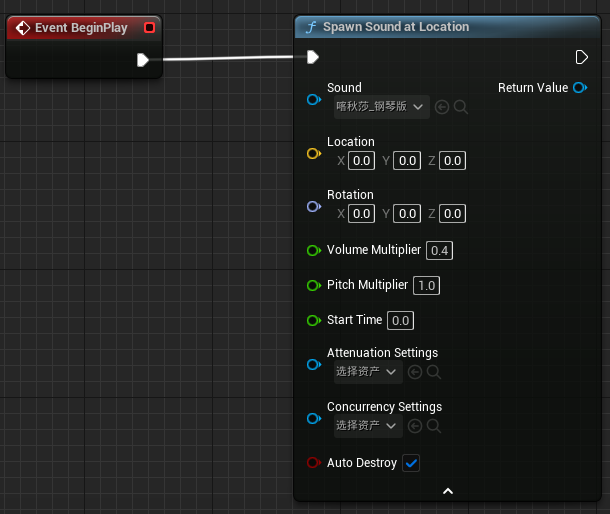 Event BeginPlay
Spawn Sound at Location
Sound
Return Value
喀秋莎_钢琴版
Location
X 0.0 Y 0.0 Z 0.0
Rotation
X 0.0 Y 0.0 Z 0.0
Volume Multiplier 0.4
Pitch Multiplier 1.0
Start Time 0.0
Attenuation Settings
选择资产
Concurrency Settings
选择资产
Auto Destroy